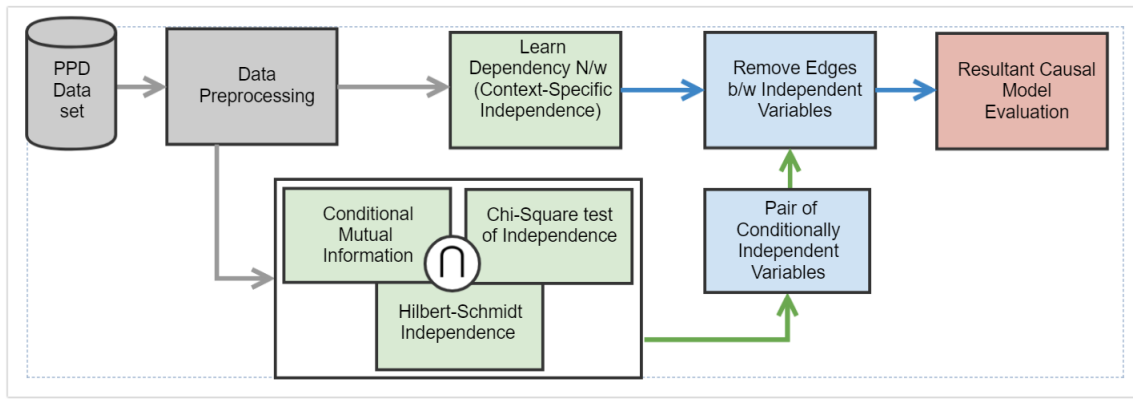 PPD
Data
set
Data
Preprocessing
Learn
Dependency N/w
(Context-Specific
Independence)
Remove Edges
b/w Independent
Variables
Resultant Causal
Model
Evaluation
Conditional
Mutual
Information
Chi-Square test
of Independence
∩
Hilbert-Schmidt
Independence
Pair of
Conditionally
Independent
Variables